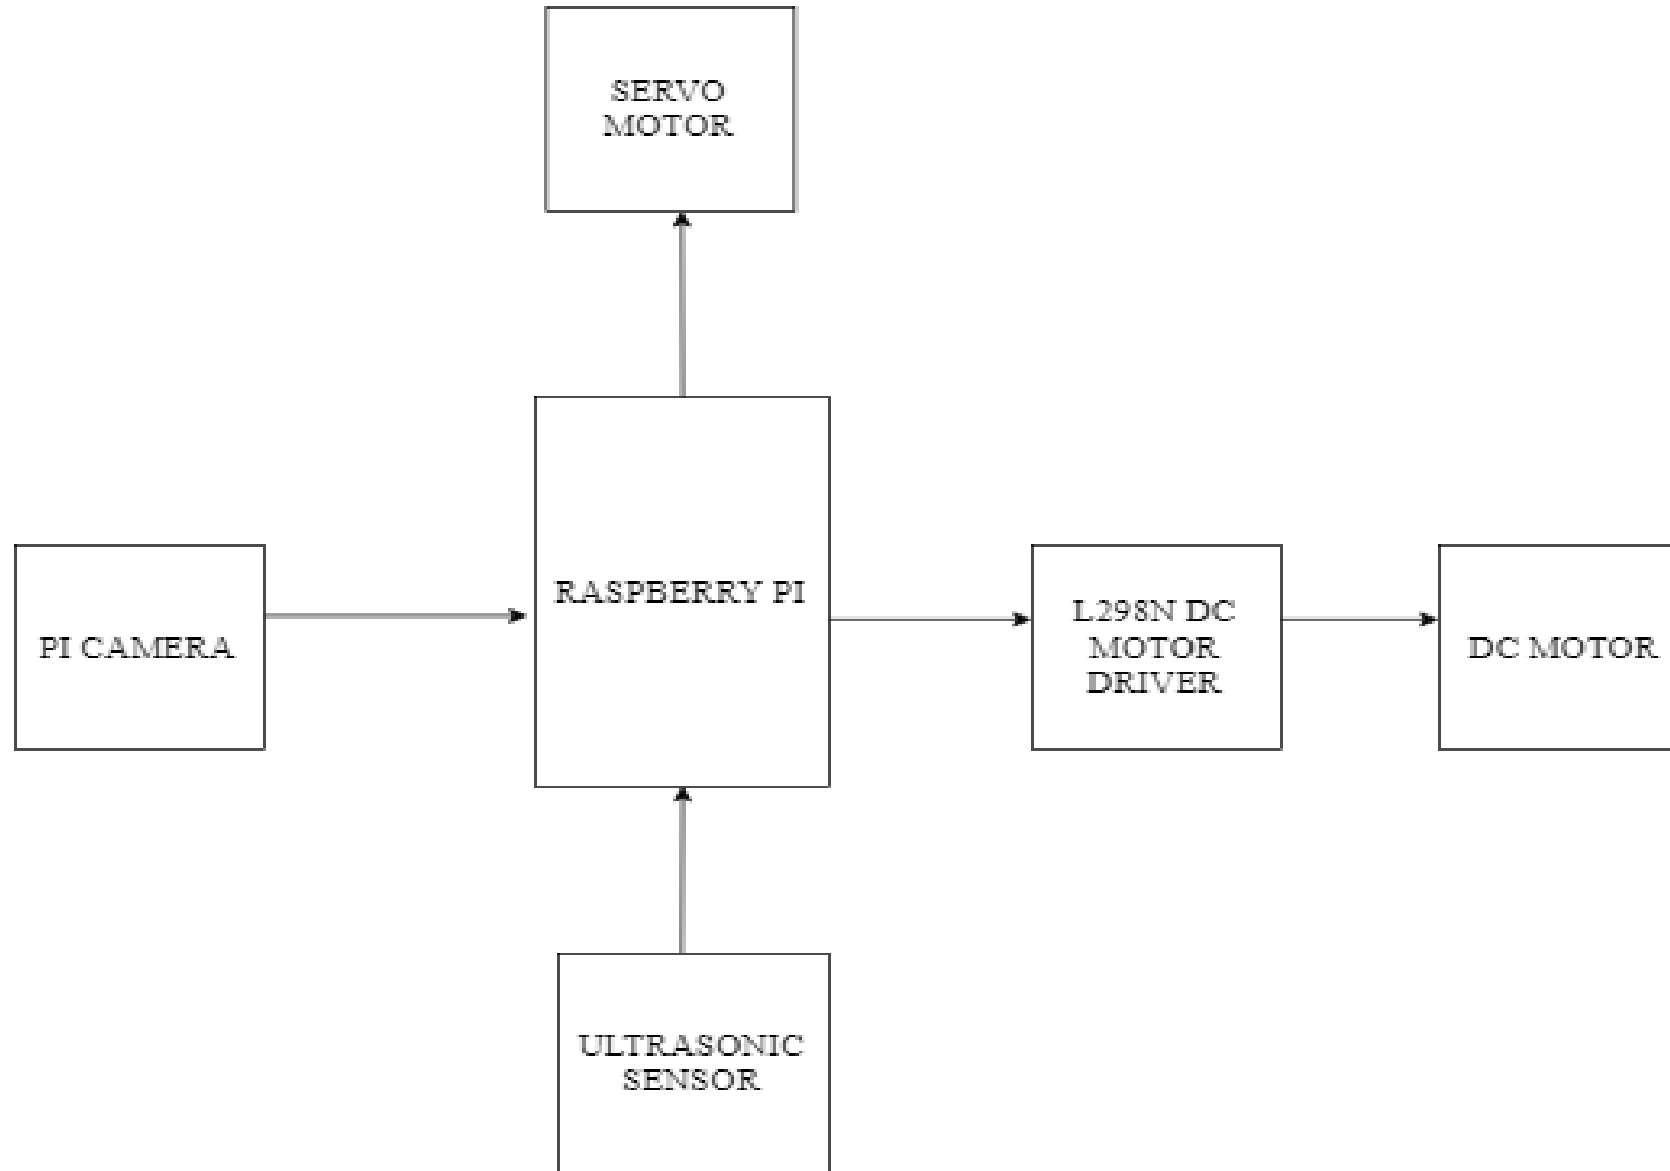 SERVO
MOTOR
RASPBERRY PI
PI CAMERA
L298N DC
MOTOR
DRIVER
DC MOTOR
ULTRASONIC
SENSOR